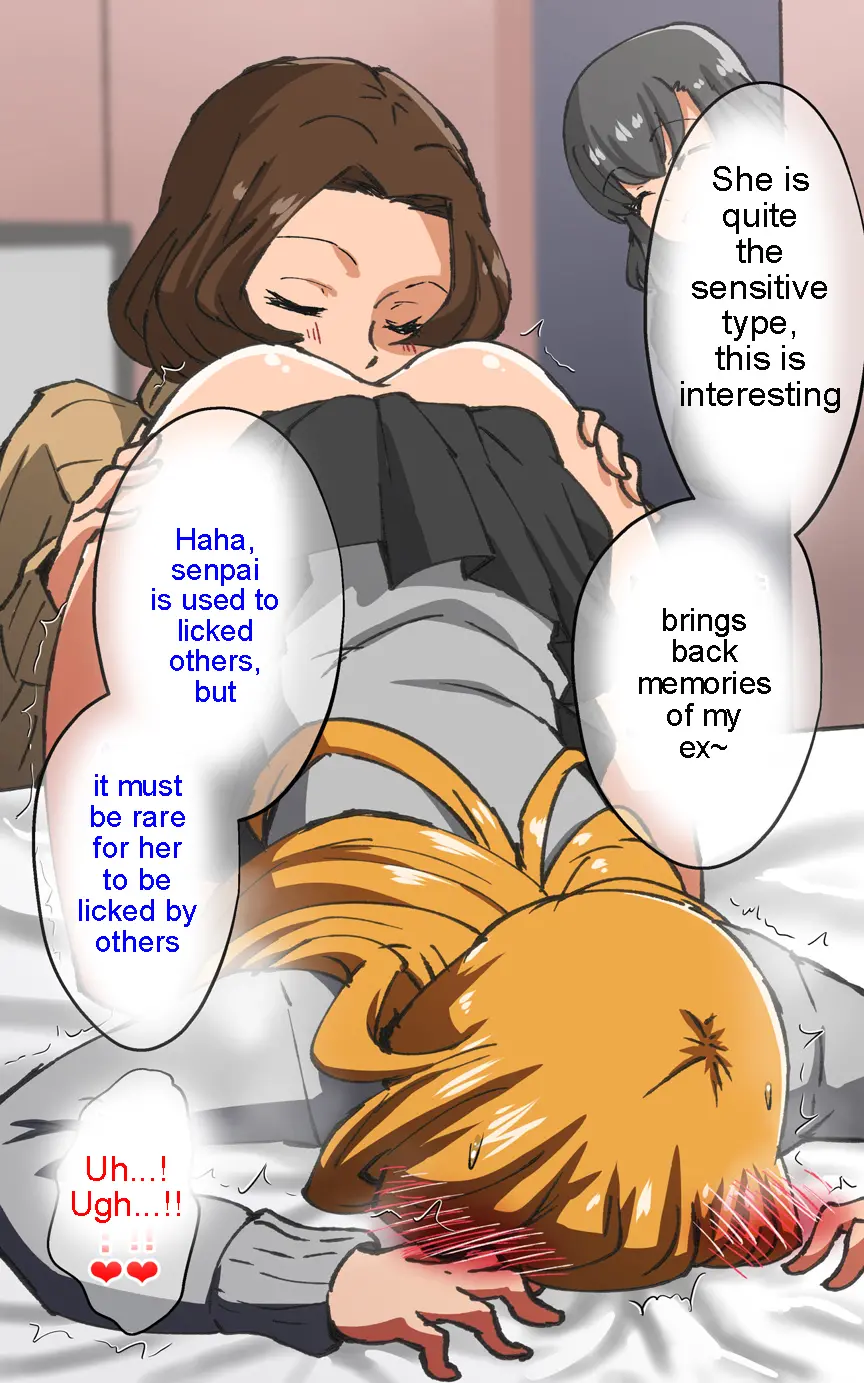 She is
quite
the
sensitive
type,
this is
interesting
brings
back
memories
of my
ex~
Haha,
senpai
is used to
licked
others,
but
it must
be rare
for her
to be
licked by
others
Uh...!
Ugh...!!
❤❤